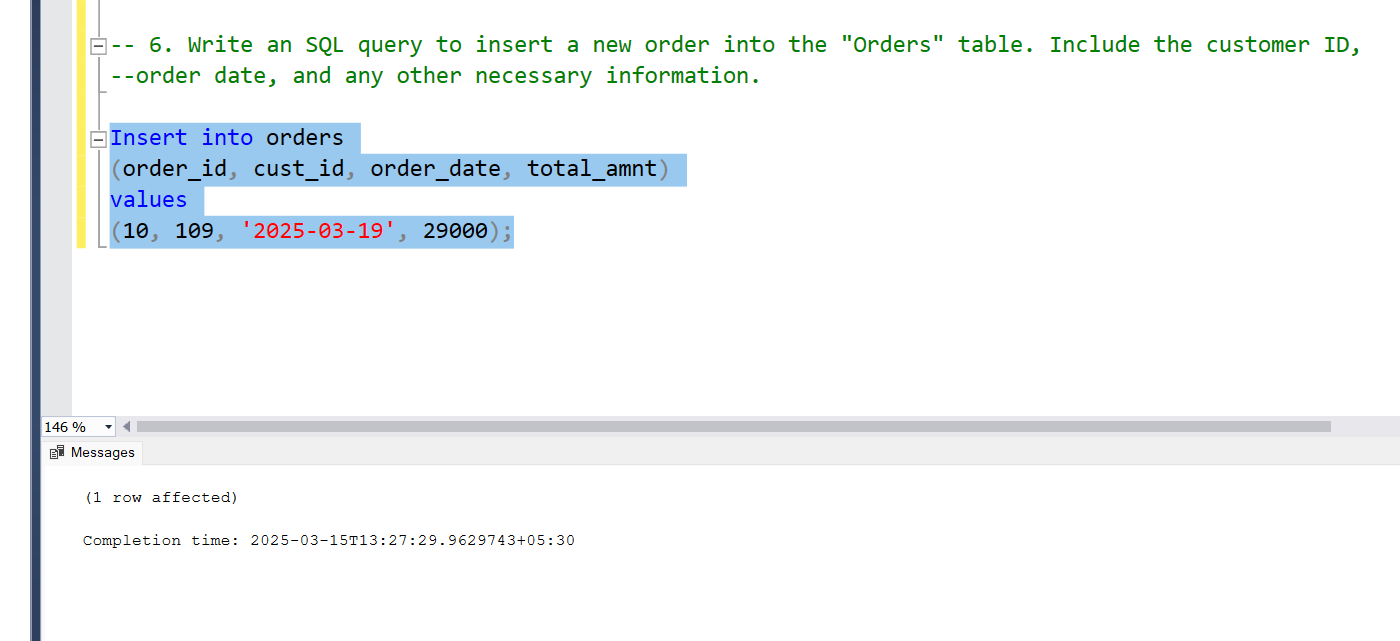 -- 6. Write an SQL query to insert a new order into the "Orders" table. Include the customer ID,
--order date, and any other necessary information.
Insert into orders
(order_id, cust_id, order_date, total_amnt)
values
(10, 109, '2025-03-19', 29000);
146 %
Messages
(1 row affected)
Completion time: 2025-03-15T13:27:29.9629743+05:30